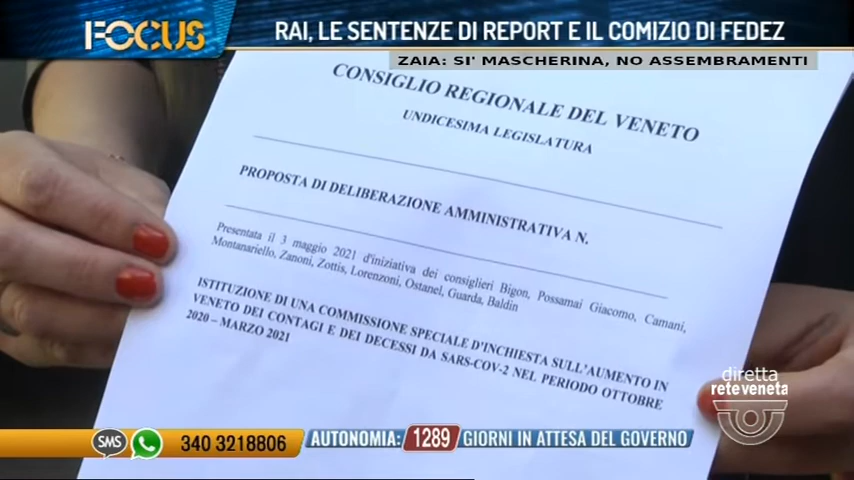 FOCUS
RAI, LE SENTENZE DI REPORT E IL COMIZIO DI FEDEZ
ZAIA: SI' MASCHERINA, NO ASSEMBRAMENTI
CONSIGLIO REGIONALE DEL VENETO
UNDICESIMA LEGISLATURA
PROPOSTA DI DELIBERAZIONE AMMINISTRATIVA N.
Presentata il 3 maggio 2021 d'iniziativa dei consiglieri Bigon, Possamai Giacomo, Camani,
Montanariello, Zanoni, Zottis, Lorenzoni, Ostanel, Guarda, Baldin
ISTITUZIONE DI UNA COMMISSIONE SPECIALE D'INCHIESTA SULL'AUMENTO IN
VENETO DEI CONTAGI E DEI DECESSI DA SARS-COV-2 NEL PERIODO OTTOBRE
2020 – MARZO 2021
diretta
reteveneta
SMS
340 3218806
AUTONOMIA: 1289 GIORNI IN ATTESA DEL GOVERNO